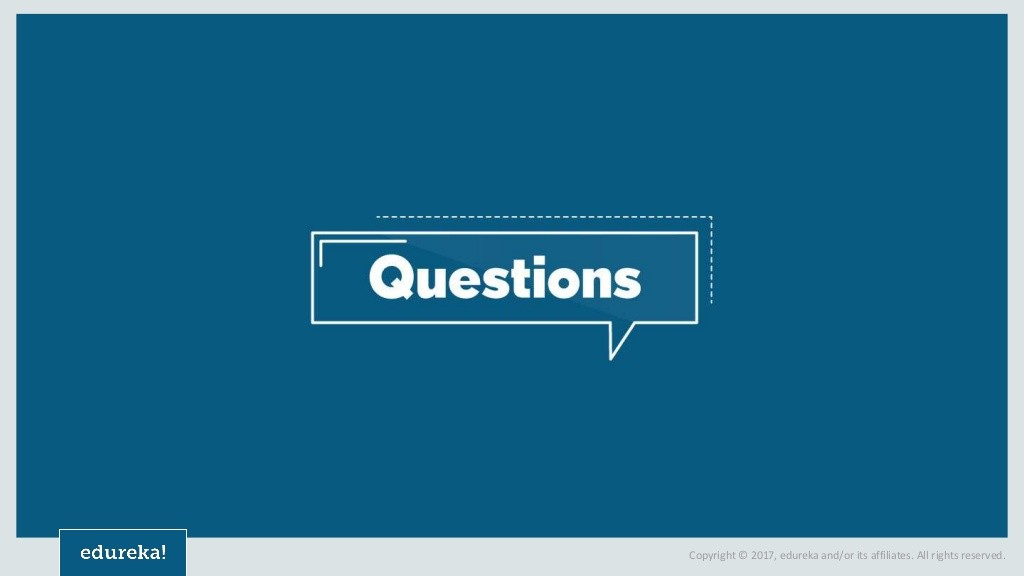 Questions
edureka!
Copyright © 2017, edureka and/or its affiliates. All rights reserved.